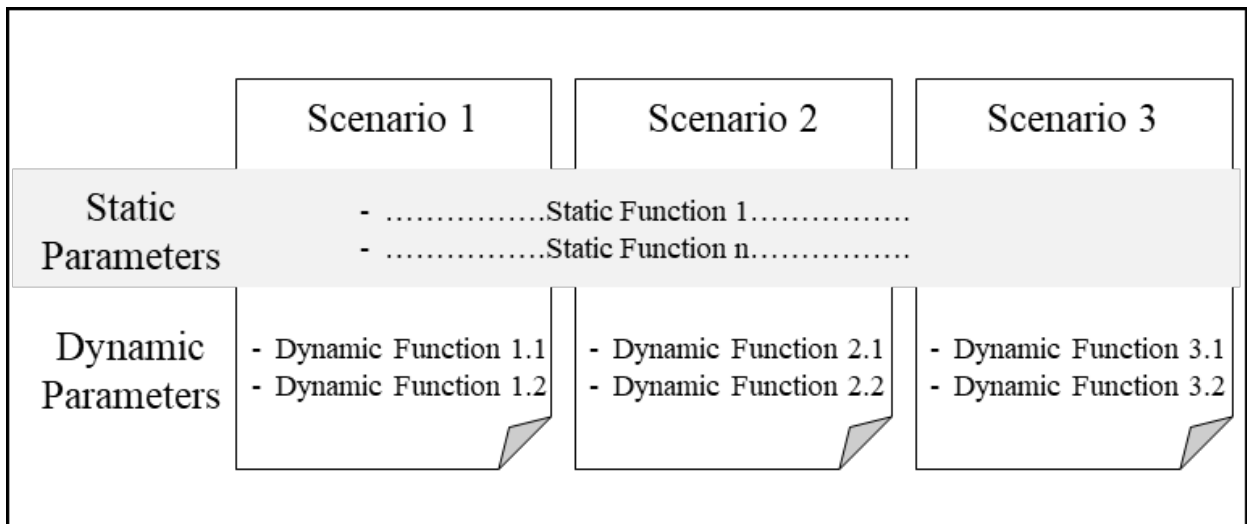 Scenario 1
Scenario 2
Scenario 3
Static
Parameters
- ................Static Function 1................
- ................Static Function n................
Dynamic
Parameters
- Dynamic Function 1.1
- Dynamic Function 1.2
- Dynamic Function 2.1
- Dynamic Function 2.2
- Dynamic Function 3.1
- Dynamic Function 3.2